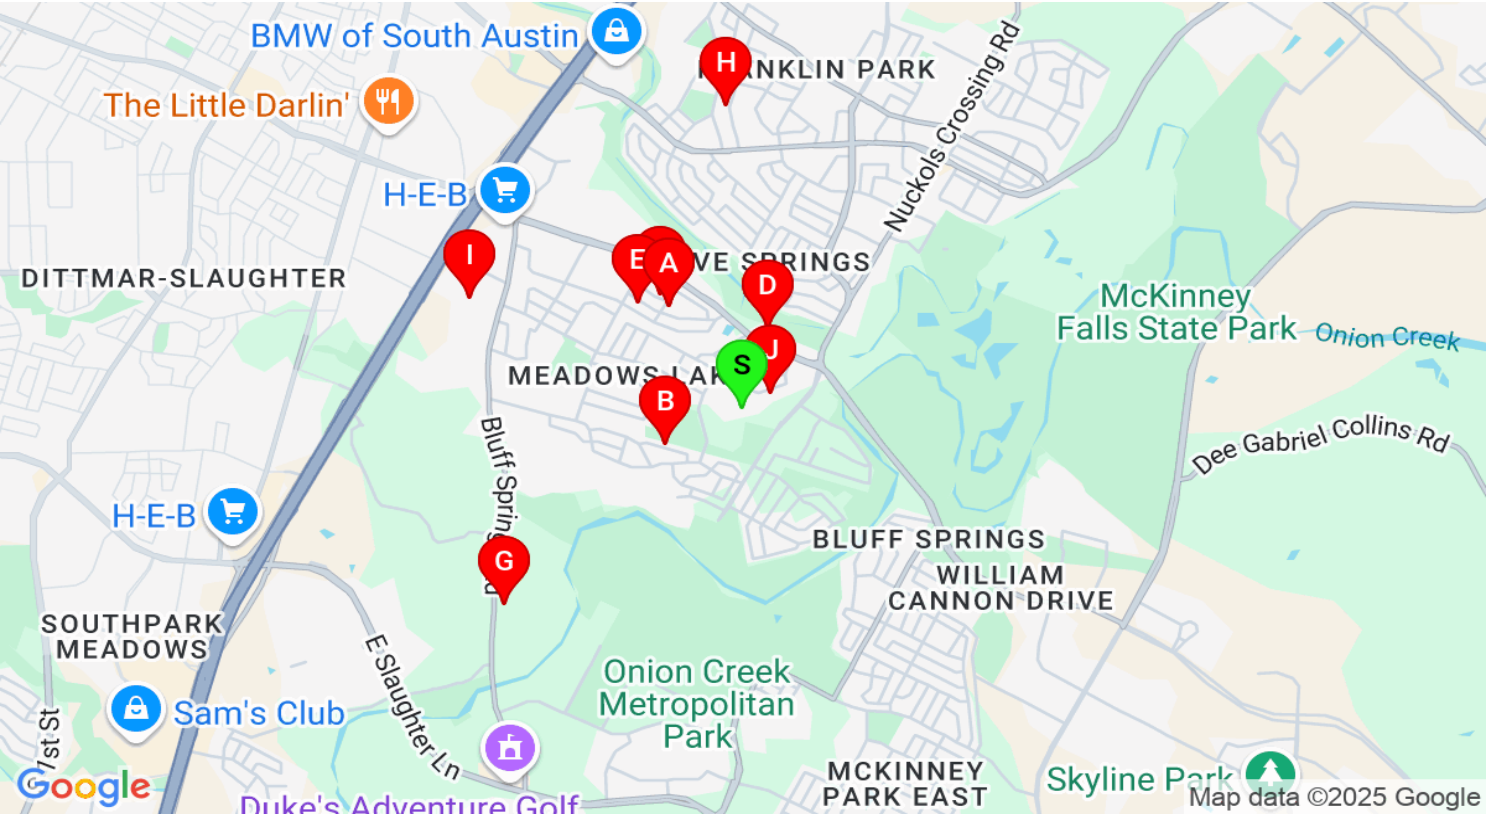 BMW of South Austin
H
NKLIN PARK
The Little Darlin'
Nuckols Crossing Rd
H-E-B
I
E
A
VE SPRINGS
D
DITTMAR-SLAUGHTER
McKinney
Falls State Park
Onion Creek
J
S
MEADOWS LAK
B
Bluff Spring
d
Dee Gabriel Collins Rd
H-E-B
G
BLUFF SPRINGS
WILLIAM
CANNON DRIVE
SOUTHPARK
MEADOWS
E Slaughter Ln
Onion Creek
Metropolitan
Park
Sam's Club
1st St
MCKINNEY
PARK EAST
Skyline Park
Google
Duke's Adventure Golf
Map data ©2025 Google